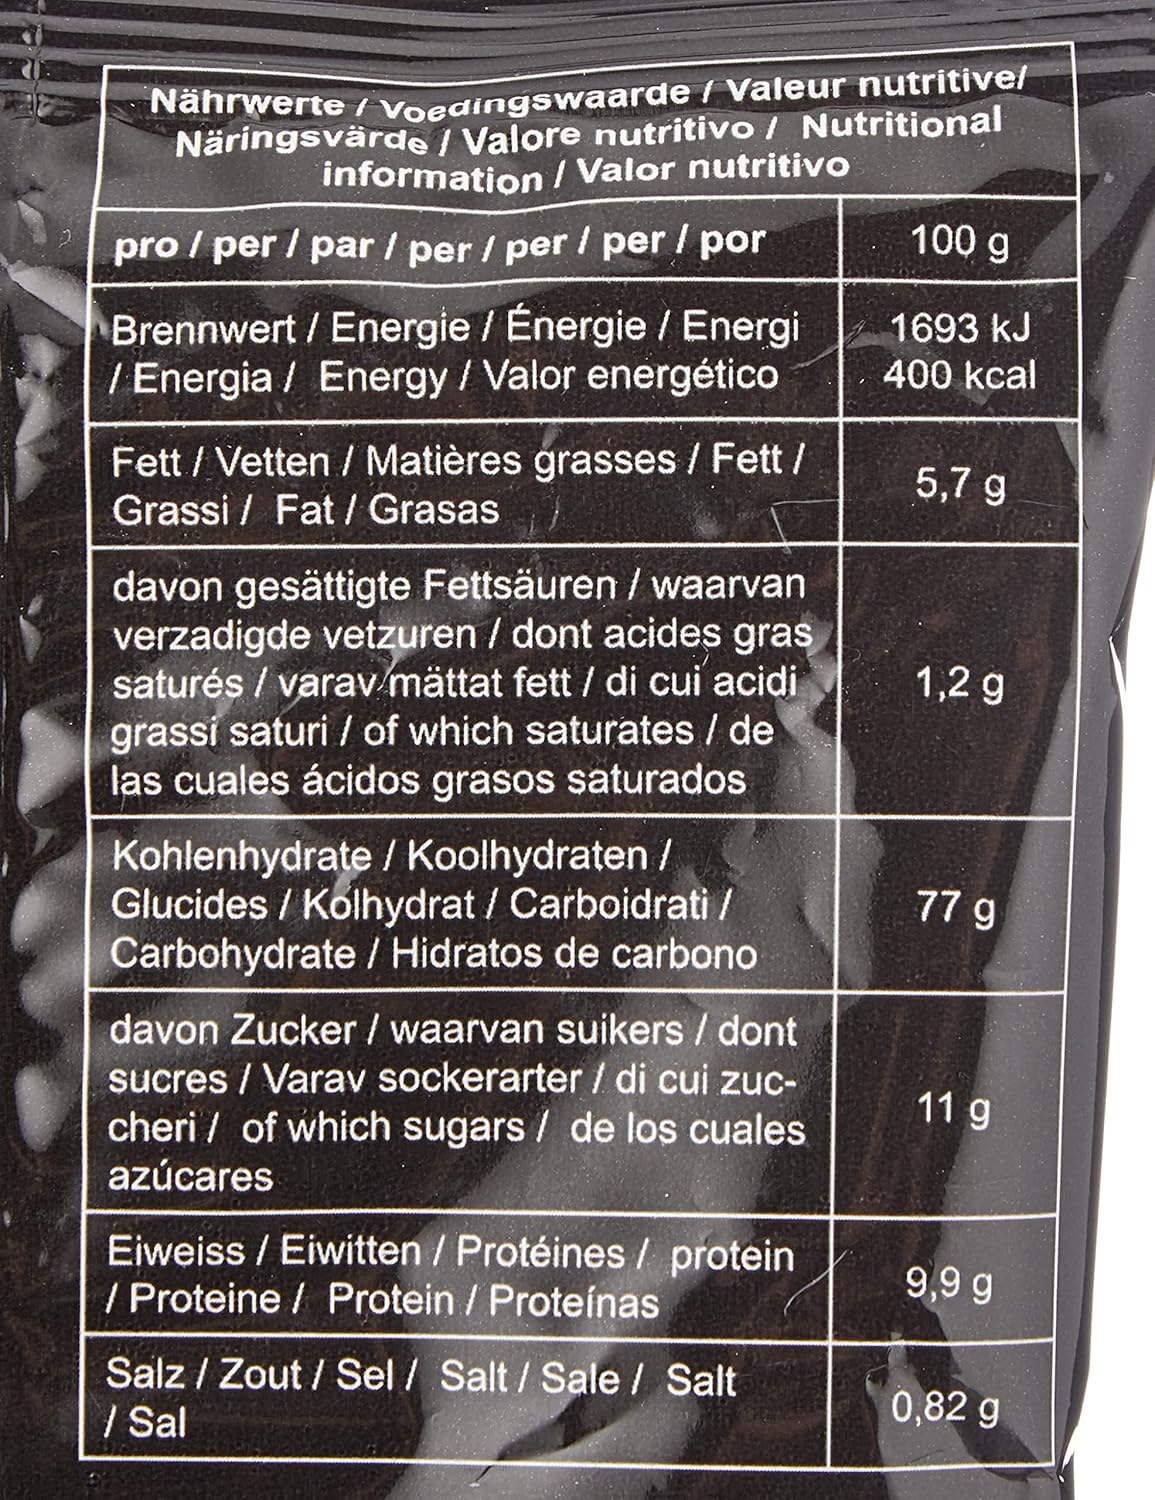 Nährwerte / Voedingswaarde / Valeur nutritive/
Näringsvärde / Valore nutritivo / Nutritional
information / Valor nutritivo
pro / per / par / per / per / per / por 100 g
Brennwert / Energie / Énergie / Energi 1693 kJ
/ Energia / Energy / Valor energético 400 kcal
Fett / Vetten / Matières grasses / Fett /
Grassi / Fat / Grasas 5,7 g
davon gesättigte Fettsäuren / waarvan
verzadigde vetzuren / dont acides gras
saturés / varav mättat fett / di cui acidi 1,2 g
grassi saturi / of which saturates / de
las cuales ácidos grasos saturados
Kohlenhydrate / Koolhydraten /
Glucides / Kolhydrat / Carboidrati / 77 g
Carbohydrate / Hidratos de carbono
davon Zucker / waarvan suikers / dont
sucres / Varav sockerarter / di cui zuc-
cheri / of which sugars / de los cuales 11 g
azúcares
Eiweiss / Eiwitten / Protéines / protein
/ Proteine / Protein / Proteínas 9,9 g
Salz / Zout / Sel / Salt / Sale / Salt
/ Sal 0,82 g